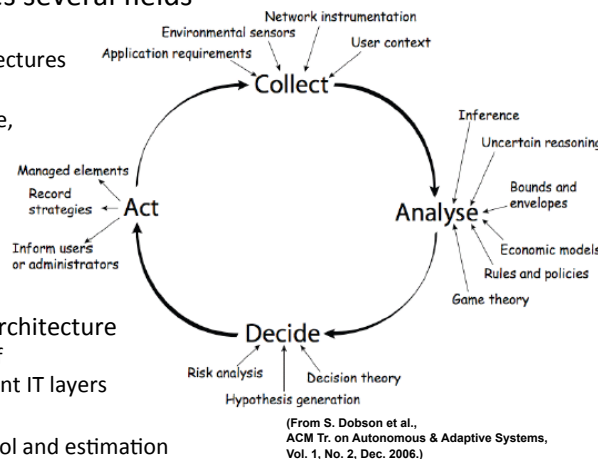 es several fields
ectures
e,
rchitecture
f
nt IT layers
ol and estimation
Network instrumentation
Environmental sensors
User context
Application requirements
Collect
Inference
Uncertain reasoning
Bounds and
envelopes
Analyse
Economic models
Rules and policies
Game theory
Decide
Risk analysis
Decision theory
Hypothesis generation
Managed elements
Record
strategies
Act
Inform users
or administrators
(From S. Dobson et al.,
ACM Tr. on Autonomous & Adaptive Systems,
Vol. 1, No. 2, Dec. 2006.)